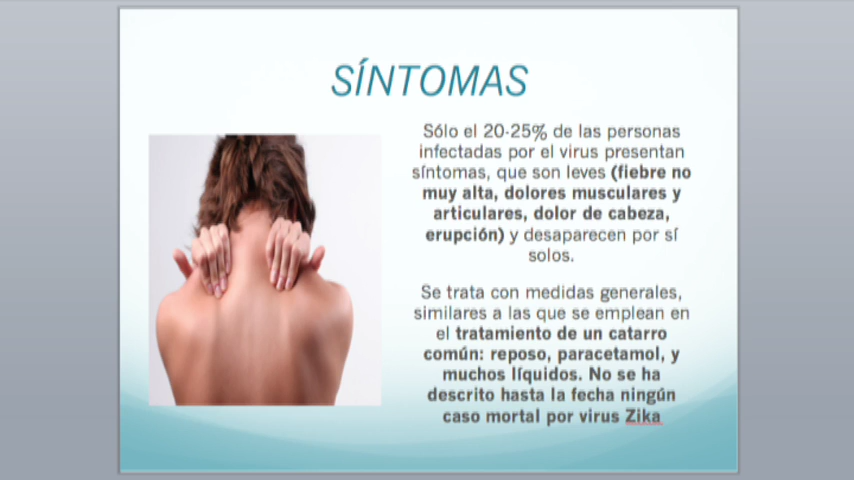 SÍNTOMAS
Sólo el 20-25% de las personas
infectadas por el virus presentan
síntomas, que son leves (fiebre no
muy alta, dolores musculares y
articulares, dolor de cabeza,
erupción) y desaparecen por sí
solos.
Se trata con medidas generales,
similares a las que se emplean en
el tratamiento de un catarro
común: reposo, paracetamol, y
muchos líquidos. No se ha
descrito hasta la fecha ningún
caso mortal por virus Zika